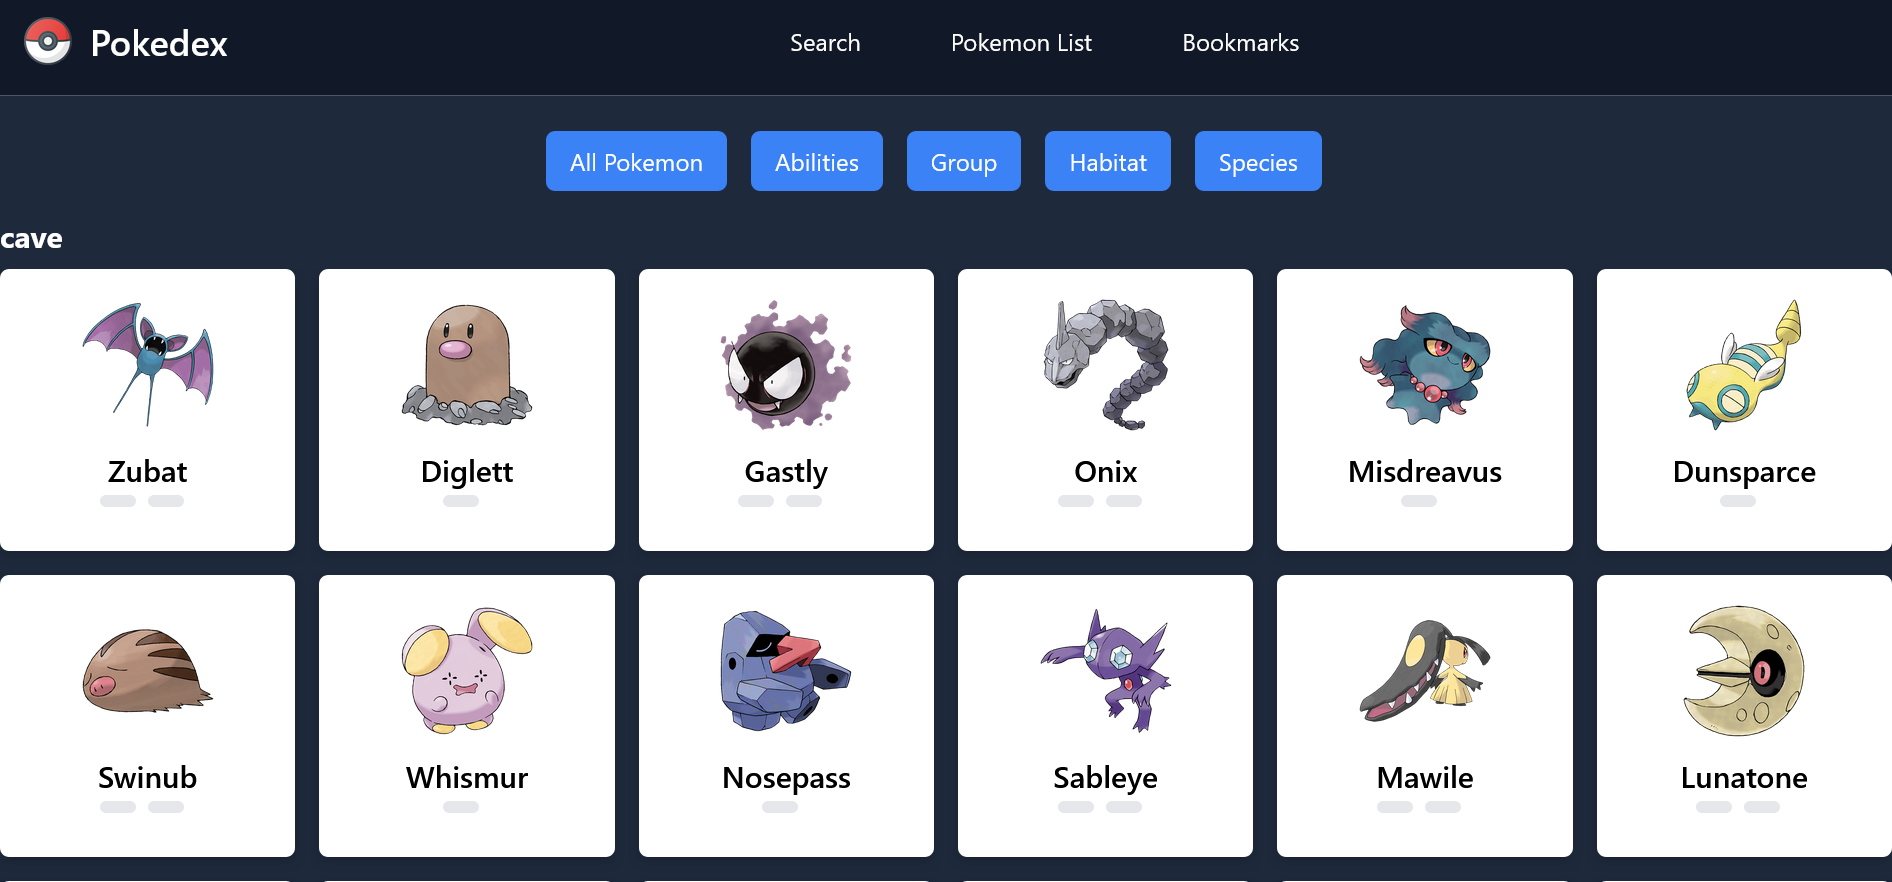 Pokedex
Search
Pokemon List
Bookmarks
All Pokemon
Abilities
Group
Habitat
Species
cave
Zubat
Diglett
Gastly
Onix
Misdreavus
Dunsparce
Swinub
Whismur
Nosepass
Sableye
Mawile
Lunatone